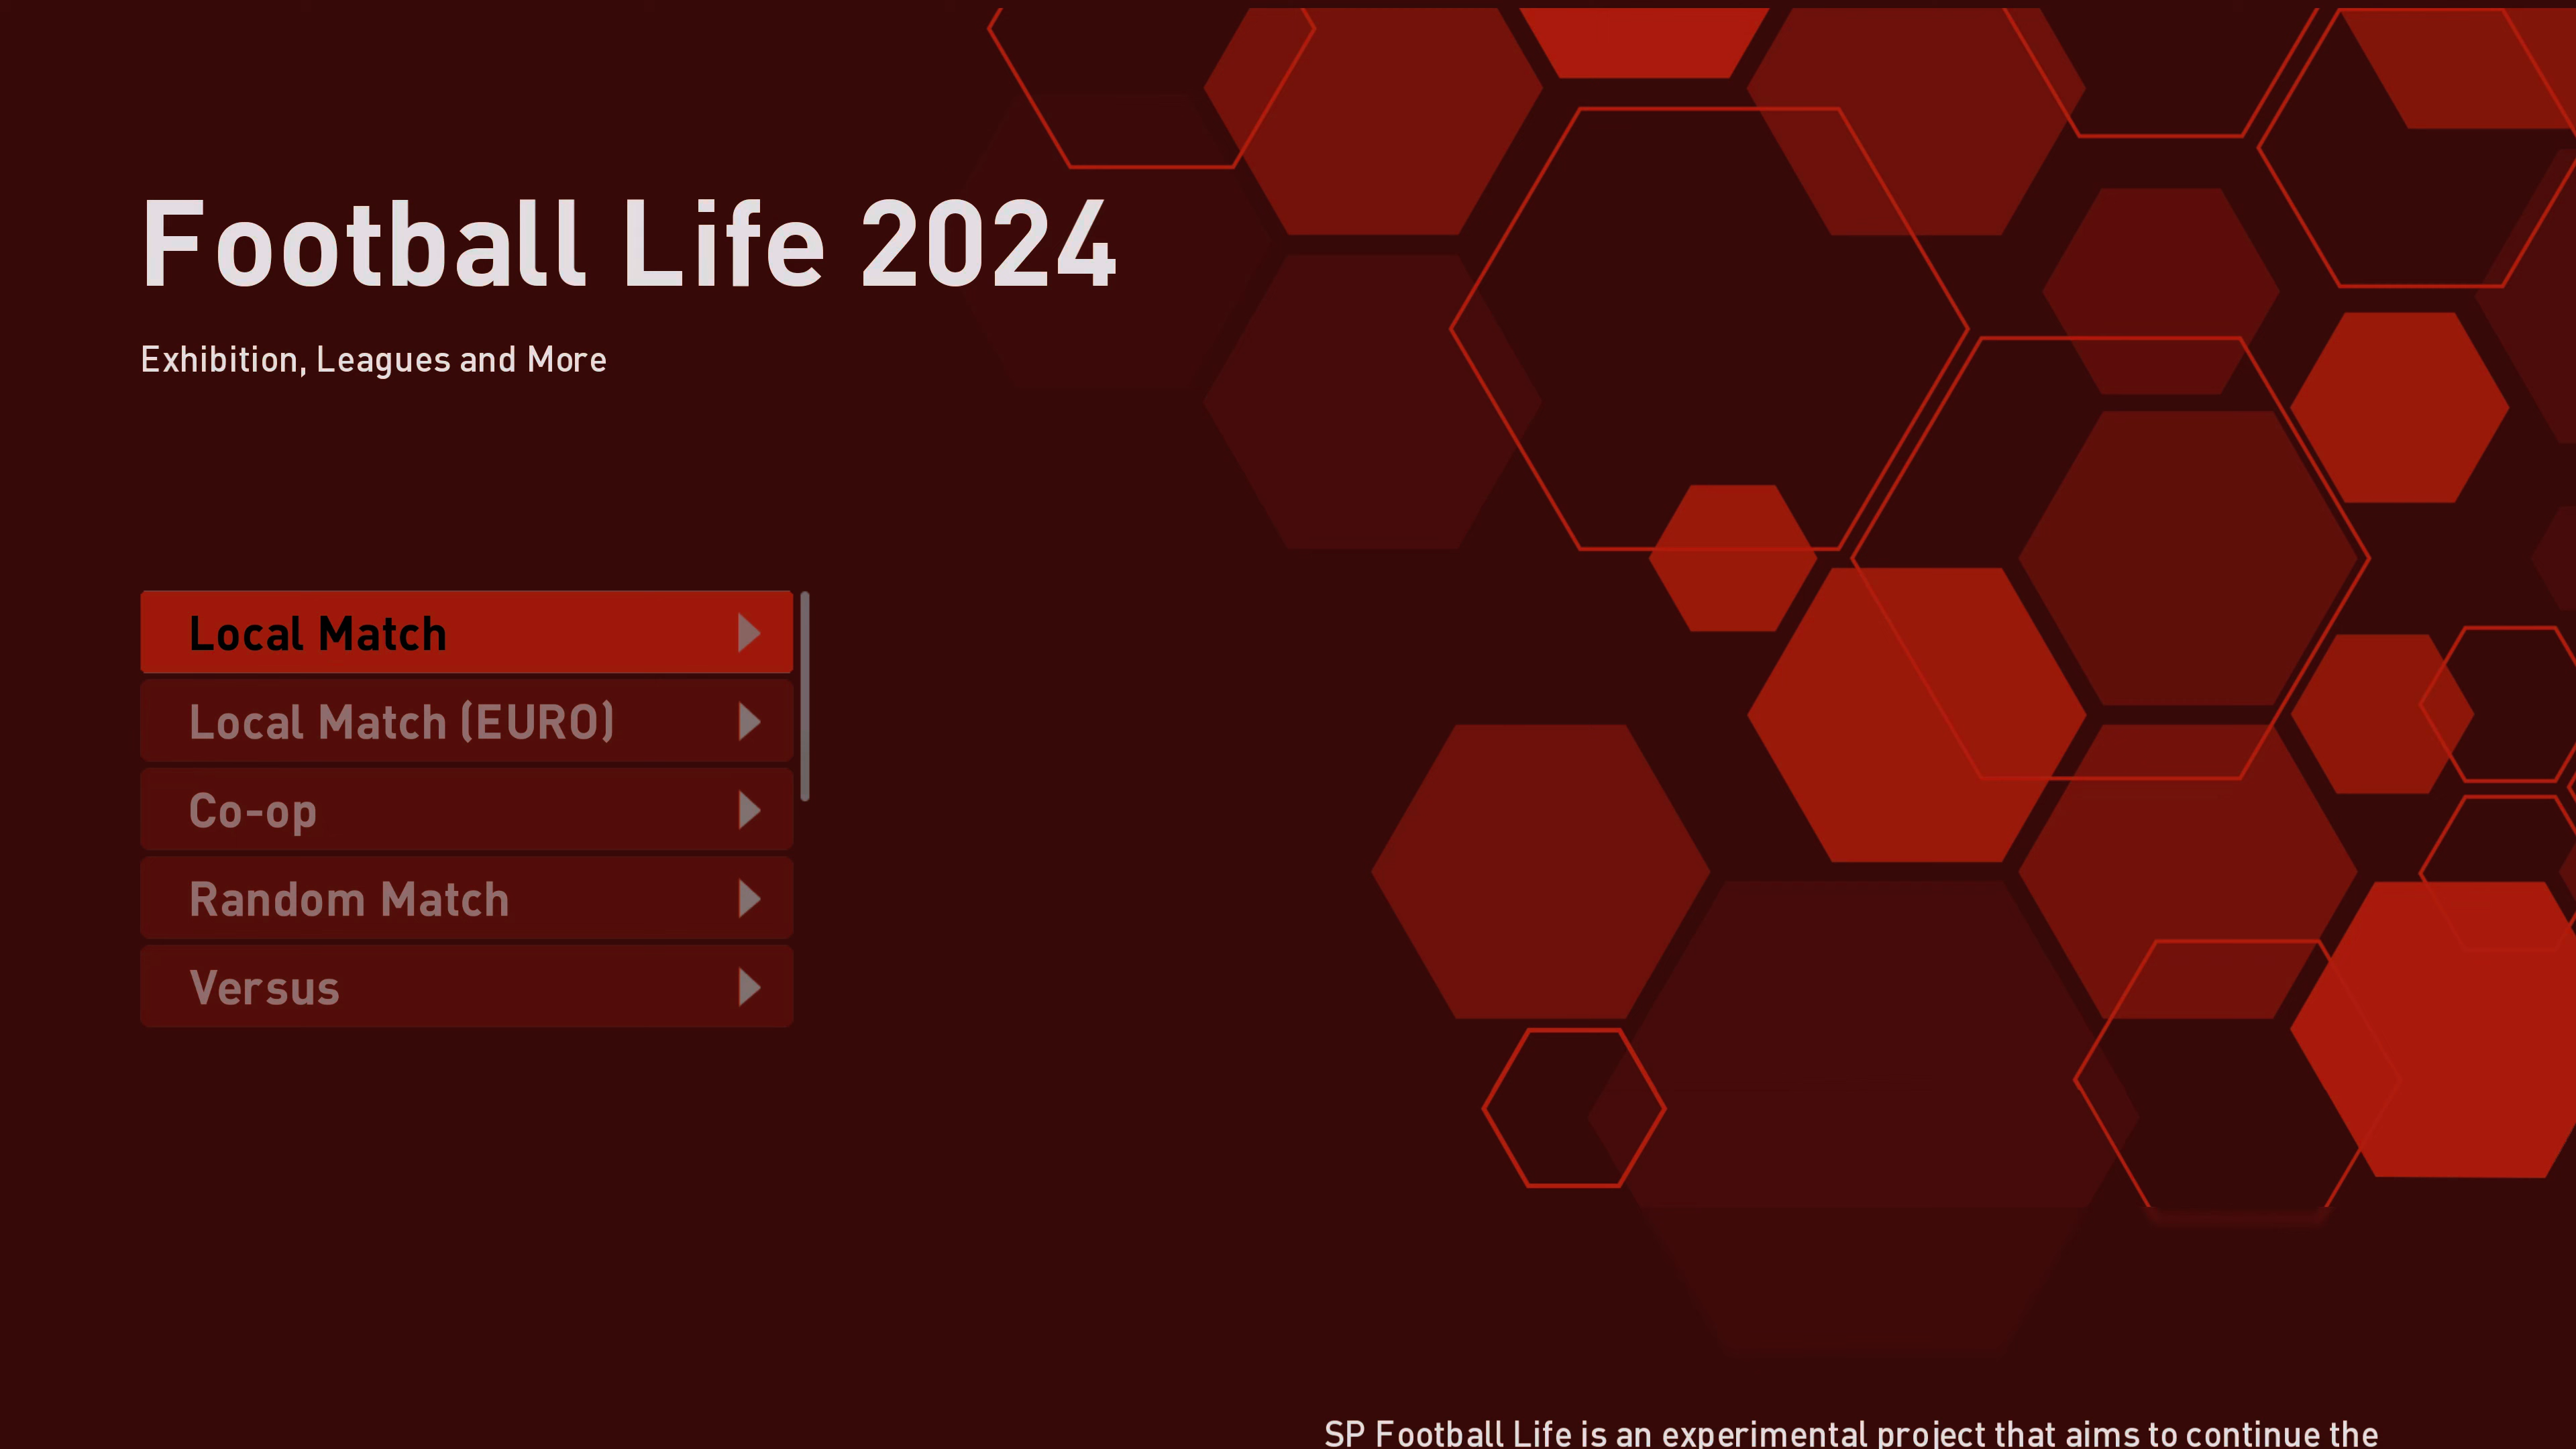 Football Life 2024
Exhibition, Leagues and More
Local Match
Local Match (EURO)
Co-op
Random Match
Versus
SP Football Life is an experimental project that aims to continue the